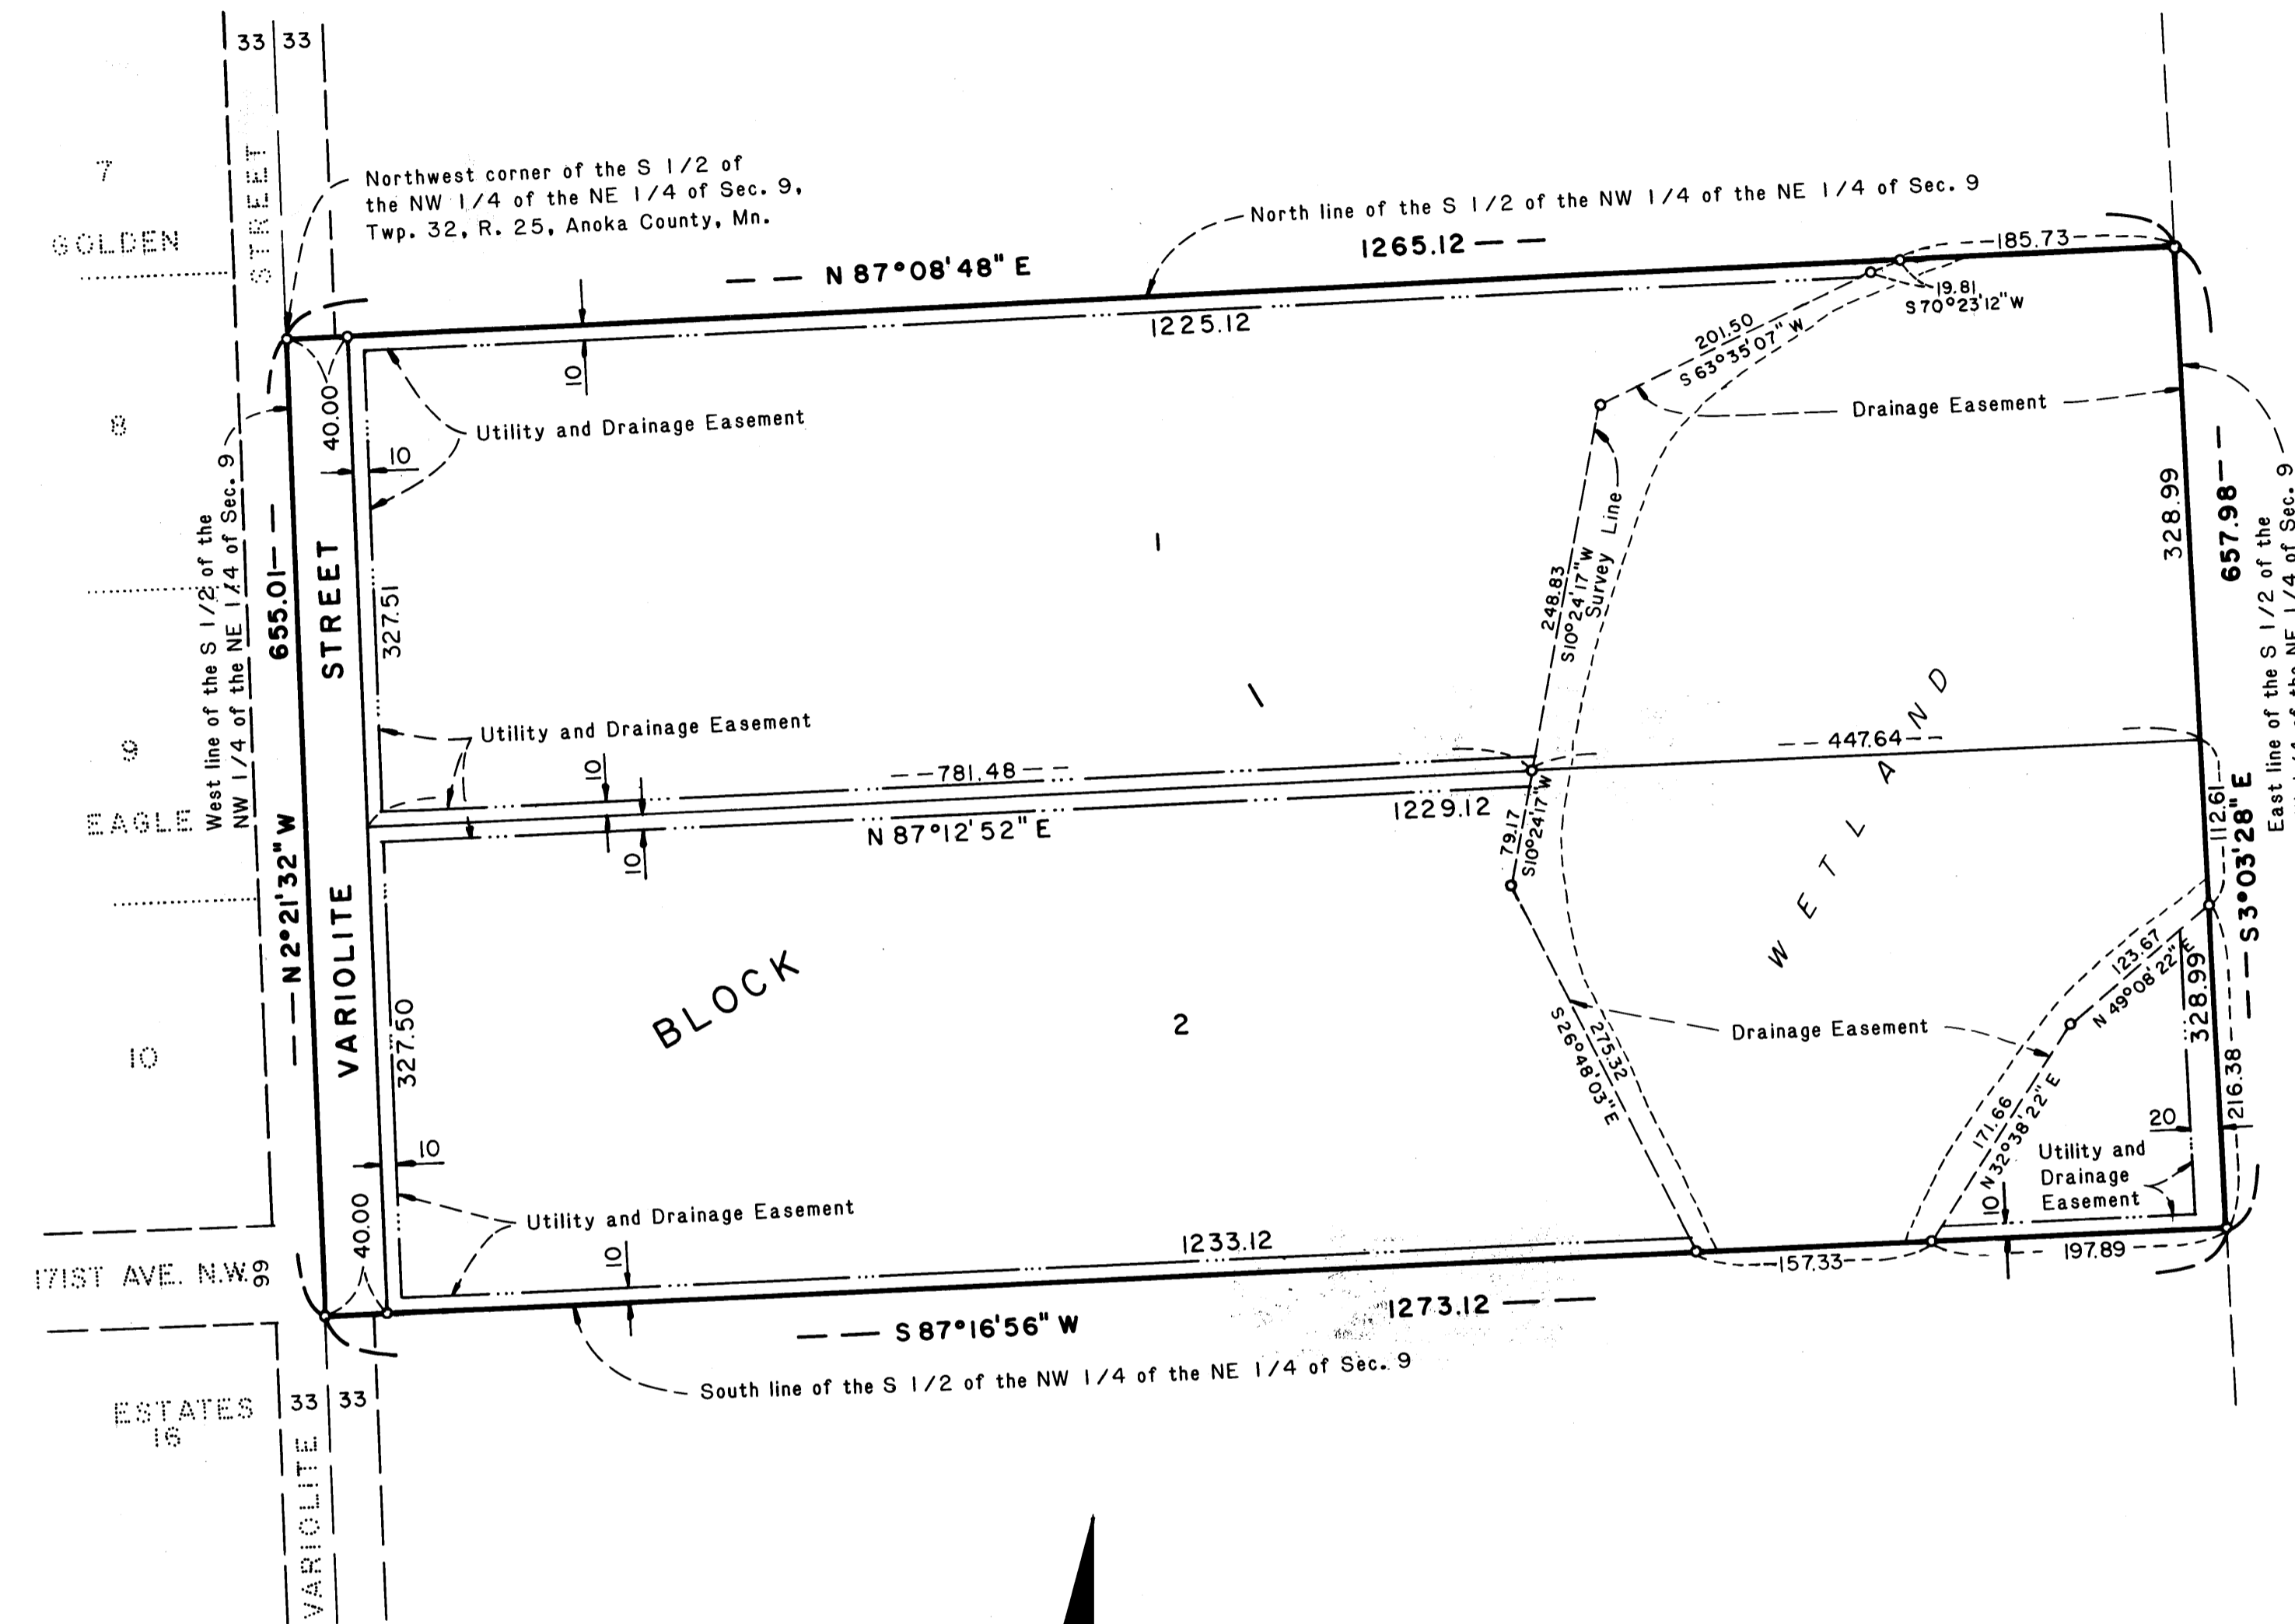 33 33
7
GOLDEN
STREET
Northwest corner of the S 1/2 of
the NW 1/4 of the NE 1/4 of Sec. 9,
Twp. 32, R. 25, Anoka County, Mn.
North line of the S 1/2 of the NW 1/4 of the NE 1/4 of Sec. 9
N 87°08'48" E
1265.12
185.73
19.81
S 70°23'12" W
1225.12
10
201.50
S 63°35'07" W
8
40.00
10
Utility and Drainage Easement
Drainage Easement
West line of the S 1/2 of the
NW 1/4 of the NE 1/4 of Sec. 9
655.01
N 2°21'32" W
STREET
VARIOLITE
327.51
1
248.83
S10°24'17"W
Survey Line
328.99
657.98
S 3°03'28" E
East line of the S 1/2 of the
9
EAGLE
Utility and Drainage Easement
10
781.48
1
447.64
1229.12
N 87°12'52" E
10
79.17
S10°24'17"W
WETLAND
112.61
10
BLOCK
2
327.50
S 26°48'03" E
275.32
Drainage Easement
123.67
N 49°08'22" E
328.99
216.38
171.66
N 32°38'22" E
20
Utility and
Drainage
Easement
10
10
40.00
Utility and Drainage Easement
10
1233.12
157.33
197.89
171ST AVE. N.W.
66
S 87°16'56" W
1273.12
South line of the S 1/2 of the NW 1/4 of the NE 1/4 of Sec. 9
ESTATES
16
33 33
VARIOLITE